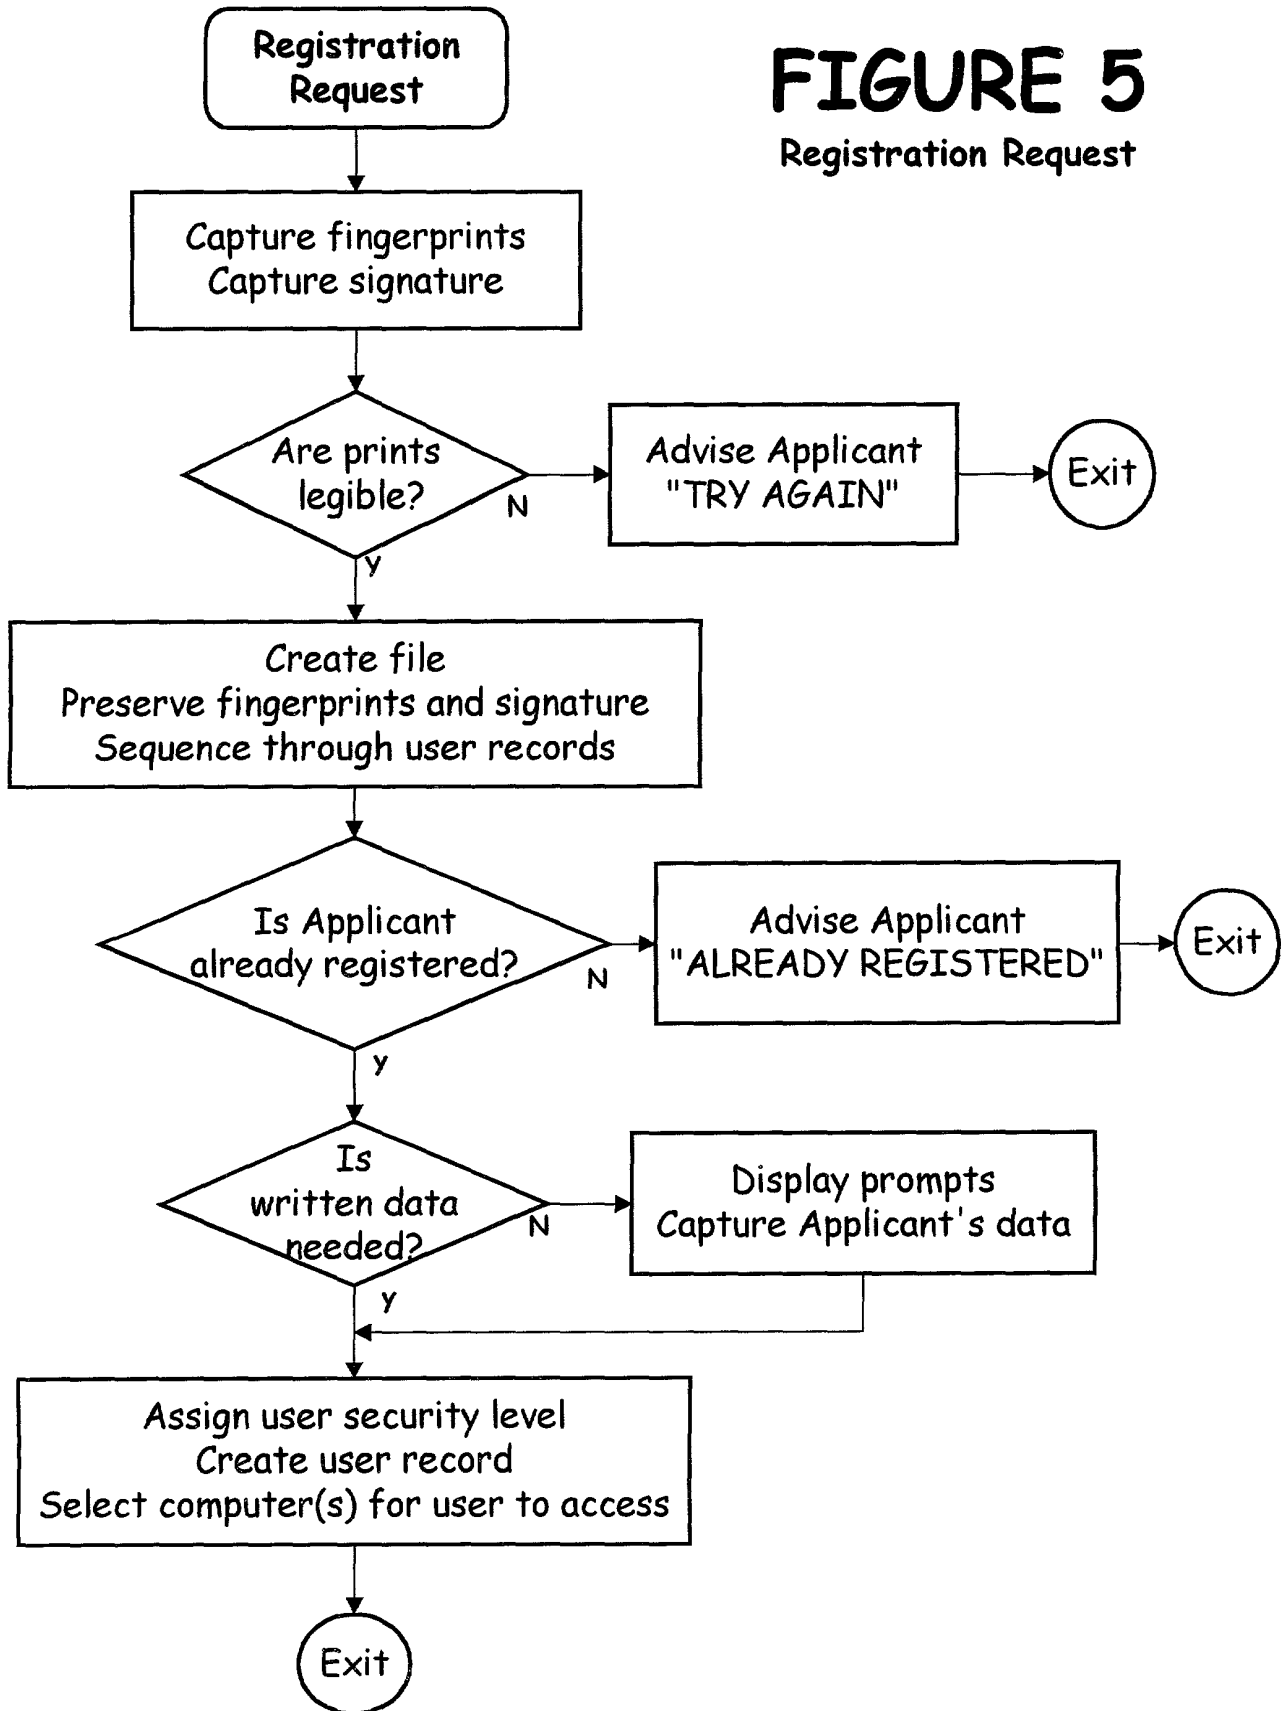 Registration
Request
FIGURE 5
Registration Request
Capture fingerprints
Capture signature
Are prints
legible?
N
Y
Advise Applicant
"TRY AGAIN"
Exit
Create file
Preserve fingerprints and signature
Sequence through user records
Is Applicant
already registered?
N
Y
Advise Applicant
"ALREADY REGISTERED"
Exit
Is
written data
needed?
N
Y
Display prompts
Capture Applicant's data
Assign user security level
Create user record
Select computer(s) for user to access
Exit